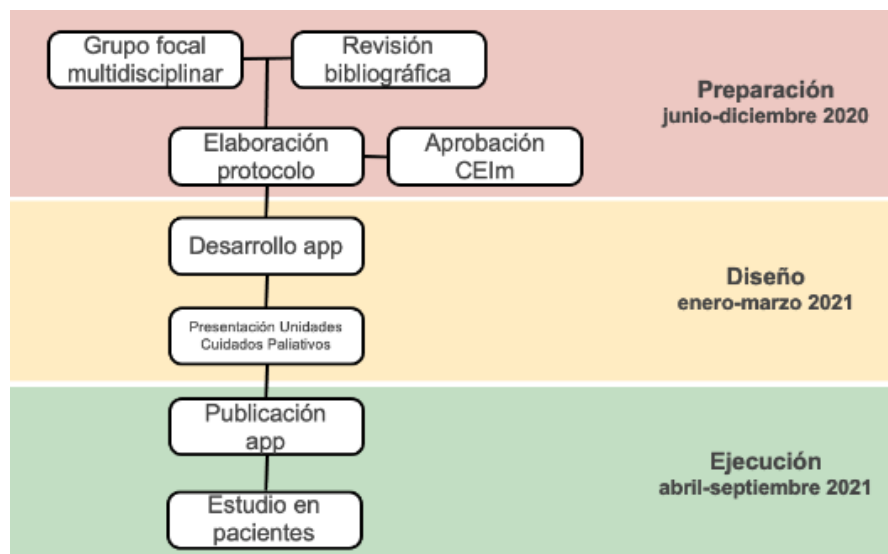 Grupo focal
multidisciplinar
Revisión
bibliográfica
Preparación
junio-diciembre 2020
Elaboración
protocolo
Aprobación
CEIm
Desarrollo app
Diseño
enero-marzo 2021
Presentación Unidades
Cuidados Paliativos
Publicación
app
Ejecución
abril-septiembre 2021
Estudio en
pacientes